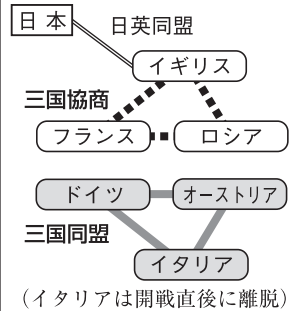 日本
日英同盟
イギリス
三国協商
フランス
ロシア
ドイツ
オーストリア
三国同盟
イタリア
(イタリアは開戦直後に離脱)